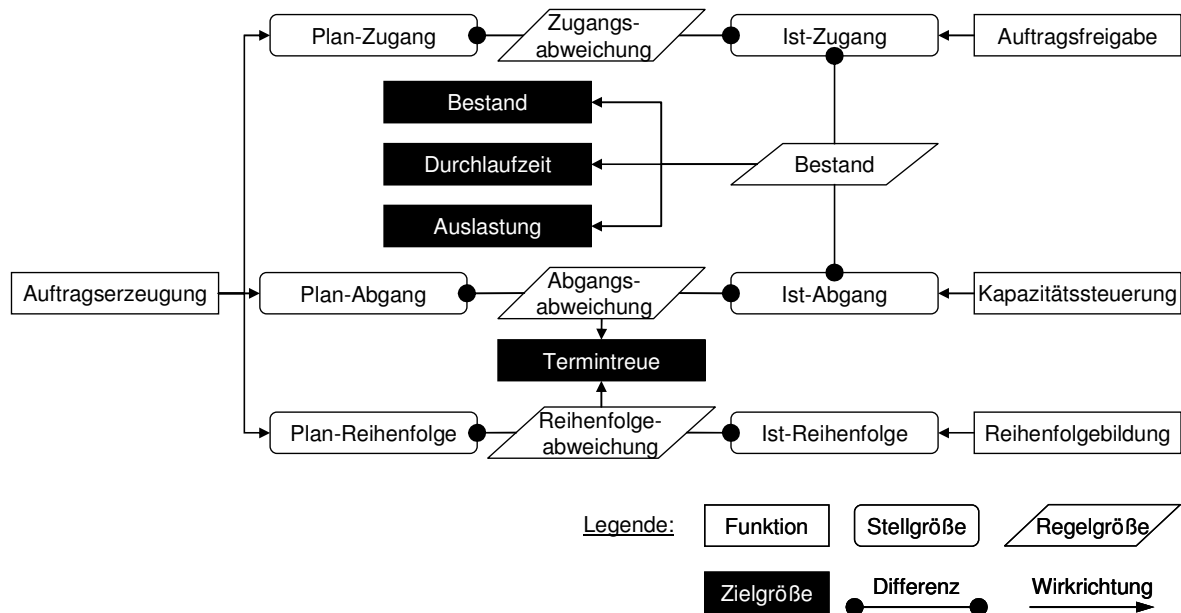 Plan-Zugang
Zugangs-
abweichung
Ist-Zugang
Auftragsfreigabe
Bestand
Durchlaufzeit
Bestand
Auslastung
Auftragserzeugung
Plan-Abgang
Abgangs-
abweichung
Ist-Abgang
Kapazitätssteuerung
Termintreue
Plan-Reihenfolge
Reihenfolge-
abweichung
Ist-Reihenfolge
Reihenfolgebildung
Legende:
Funktion
Stellgröße
Regelgröße
Zielgröße
Differenz
Wirkrichtung